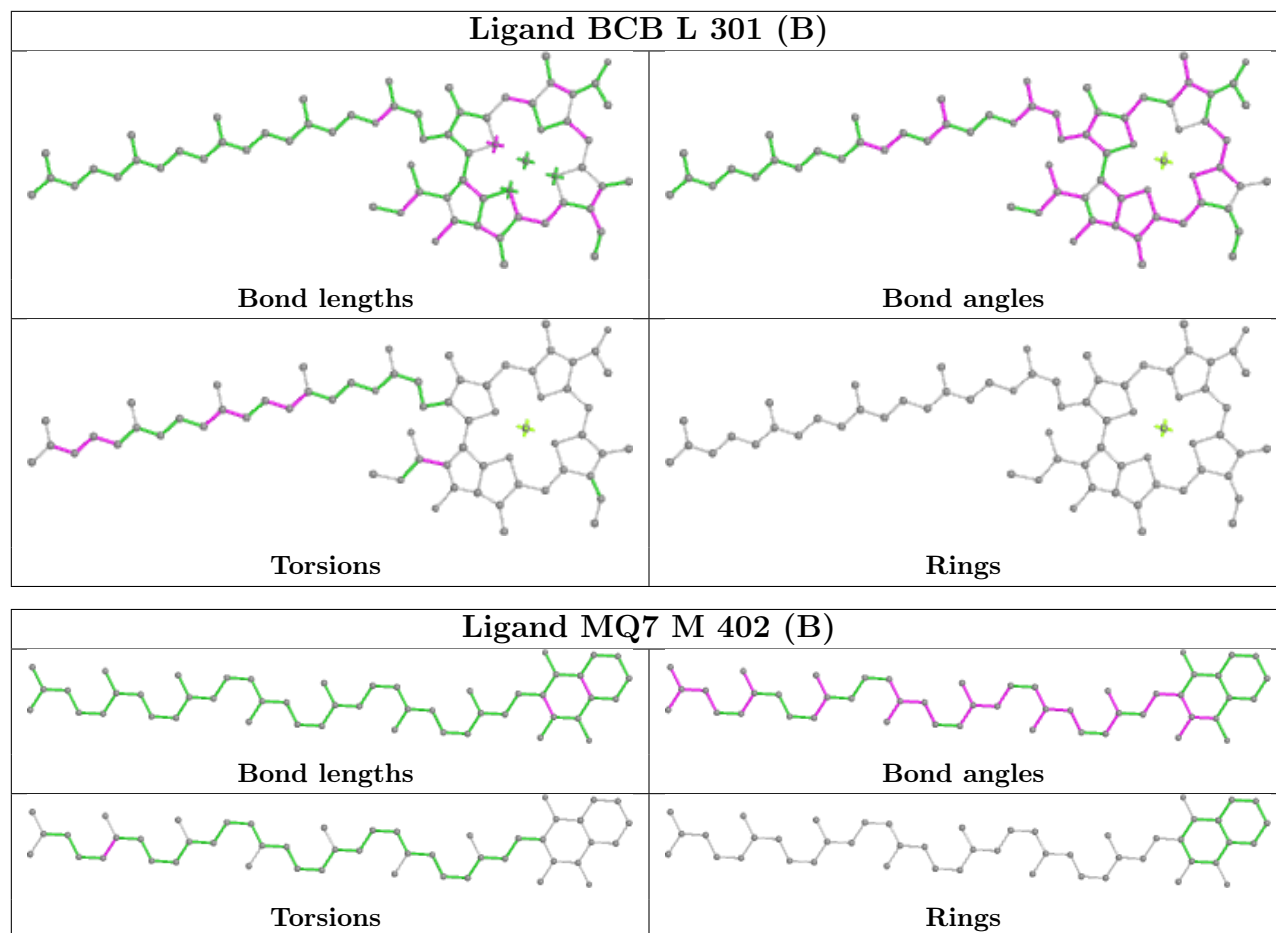 Ligand BCB L 301 (B)
Bond lengths
Bond angles
Torsions
Rings
Ligand MQ7 M 402 (B)
Bond lengths
Bond angles
Torsions
Rings